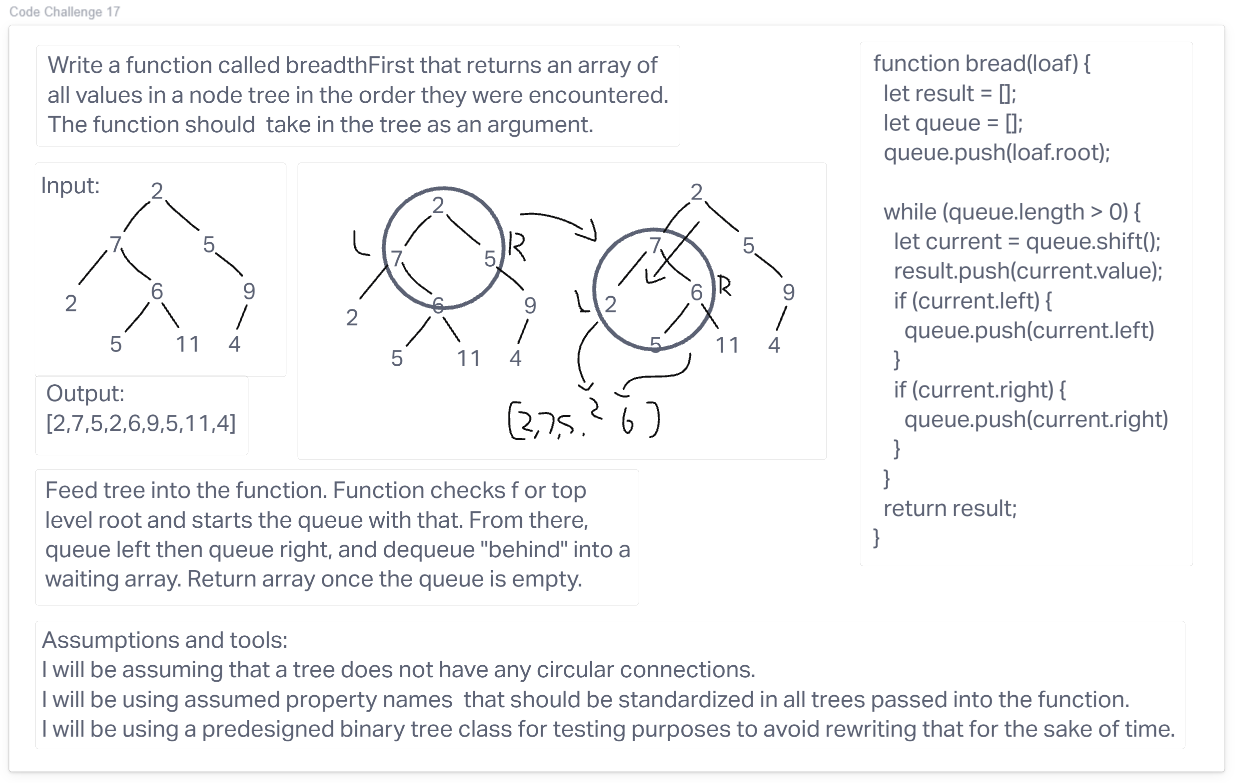 Code Challenge 17
Write a function called breadthFirst that returns an array of
all values in a node tree in the order they were encountered.
The function should take in the tree as an argument.
Input:
2
7 5
2 6 9
5 11 4
Output:
[2,7,5,2,6,9,5,11,4]
2
L 7 5 R
2 6 9
5 11 4
2
7 5
L 2 6 R 9
5 11 4
[2,7,5,2 6]
Feed tree into the function. Function checks f or top
level root and starts the queue with that. From there,
queue left then queue right, and dequeue "behind" into a
waiting array. Return array once the queue is empty.
Assumptions and tools:
I will be assuming that a tree does not have any circular connections.
I will be using assumed property names that should be standardized in all trees passed into the function.
I will be using a predesigned binary tree class for testing purposes to avoid rewriting that for the sake of time.
function bread(loaf) {
let result = [];
let queue = [];
queue.push(loaf.root);
while (queue.length > 0) {
let current = queue.shift();
result.push(current.value);
if (current.left) {
queue.push(current.left)
}
if (current.right) {
queue.push(current.right)
}
}
return result;
}